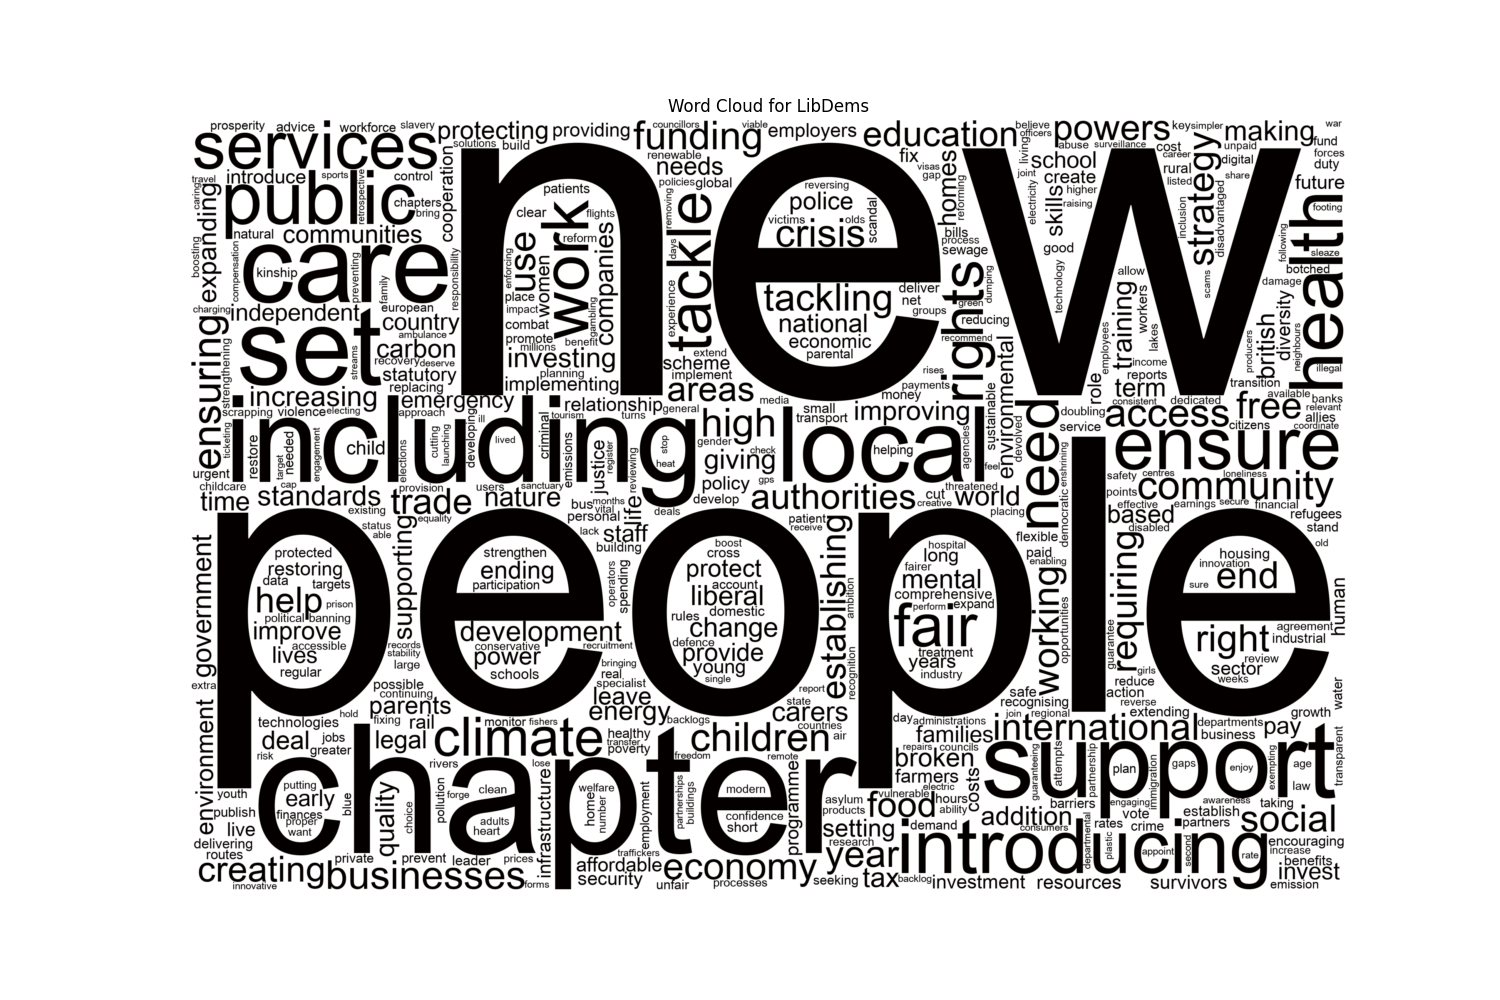 Word Cloud for LibDems
prosperity advice workforce slavery protecting providing funding councillors viable employers education believe officers powers key simpler making war
services solutions build renewable needs fix visas gap living joint abuse surveillance cost career unpaid fund forces duty
travel introduce sports control cooperation patients policies global reversing police homes reforming school create skills higher raising rural listed digital share strategy future
public retrospective chapters bring new clear flights removing victims olds scandal electricity inclusion disadvantaged footing
caring expanding natural communities work reform tackle days crisis bills process sewage good following sleaze
boosting care kinship preventing responsibility use enforcing women companies experience tackling deliver net groups rights dumping technology allow botched damage health
compensation family european place impact gambling national green reducing training workers scams
charging independent country ambulance combat promote benefit millions economic parental recommend lakes employees british diversity neighbours producers
ensuring strengthening set streams carbon recovery deserve investing planning extend scheme implement rises environmental sustainable role income reports illegal
statutory replacing implementing areas payments money term consistent transition dedicated available banks
increasing emergency relationship general media small transport improving doubling service access free relevant allies coordinate citizens
scrapping violence electing approach ill tourism turns high gender including local ensure
ticketing restore target needed engagement child elections cutting launching developing lived criminal emissions justice register reviewing stop heat giving check helping agencies feel devolved need enshrining
urgent childcare cap provision users sanctuary policy gps threatened safety centres loneliness
time standards existing trade nature bus months vital life deals develop authorities creative cut world placing democratic points community effective earnings secure financial
status able equality personal lack staff building patient receive flexible based disabled refugees stand
people protected restoring data targets supporting strengthen ending participation boost cross protect account establishing hospital long fairer mental comprehensive paid enabling requiring housing innovation sure end old
government help prison political banning operators spending liberal domestic ambition perform expand working opportunities human
improve accessible lives regular records stability large development conservative power schools recruitment rules change defence provide young single fair treatment years industry guarantee right agreement industrial review sector weeks
extra possible continuing bringing real specialist report recognition safe recognising girls reduce action reverse water
environment hold parents fixing leave energy backlogs state carers countries day administrations join regional extending growth
technologies deal jobs greater risk rail legal monitor fishers climate healthy transfer poverty children air families international departments business pay transparent
rivers lose freedom remote broken repairs councils farmers electric guaranteeing attempts partnership plan gaps enjoy exempting age law support
youth putting early finances blue chapter pollution forge clean welfare partnerships modern programme asylum vulnerable hours costs barriers engaging immigration awareness taking
publish proper want choice quality adults heart infrastructure home number employment buildings confidence short products food ability addition vote establish partners social
live delivering routes setting research demand consumers departmental rates crime plastic second encouraging increase
private prevent leader prices traffickers affordable year introducing appoint rate benefits
creating businesses innovative forms security economy unfair processes seeking tax backlog investment resources survivors invest emission